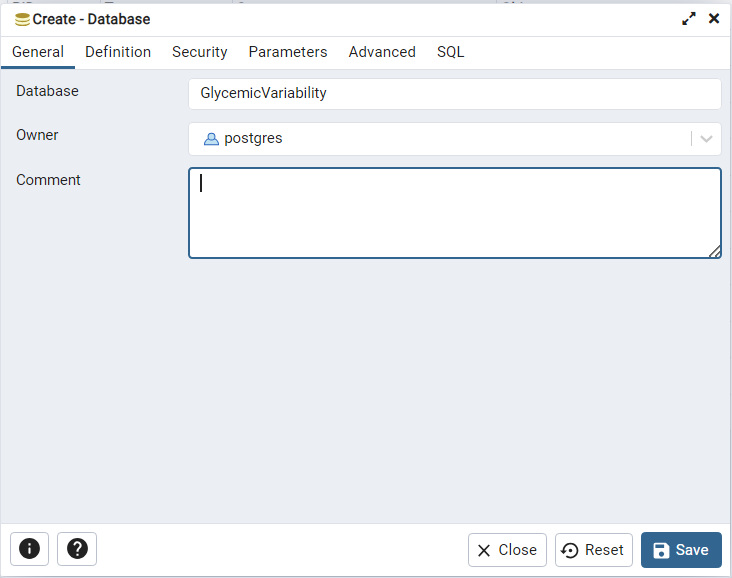 Create - Database
General Definition Security Parameters Advanced SQL
Database GlycemicVariability
Owner postgres
Comment
Close Reset Save